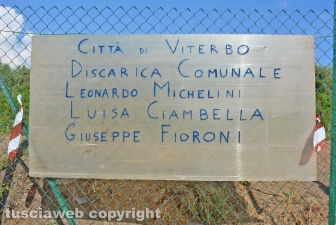 CITTÀ DI VITERBO
DISCARICA COMUNALE
LEONARDO MICHELINI
LUISA CIAMBELLA
GIUSEPPE FIORONI
tusciaweb copyright